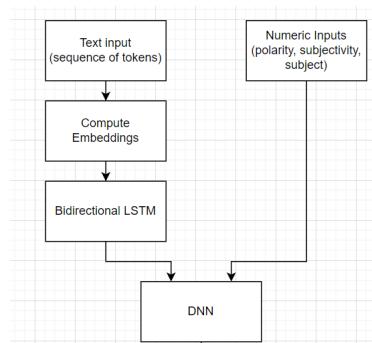 Text input
(sequence of tokens)
Numeric Inputs
(polarity, subjectivity,
subject)
Compute
Embeddings
Bidirectional LSTM
DNN